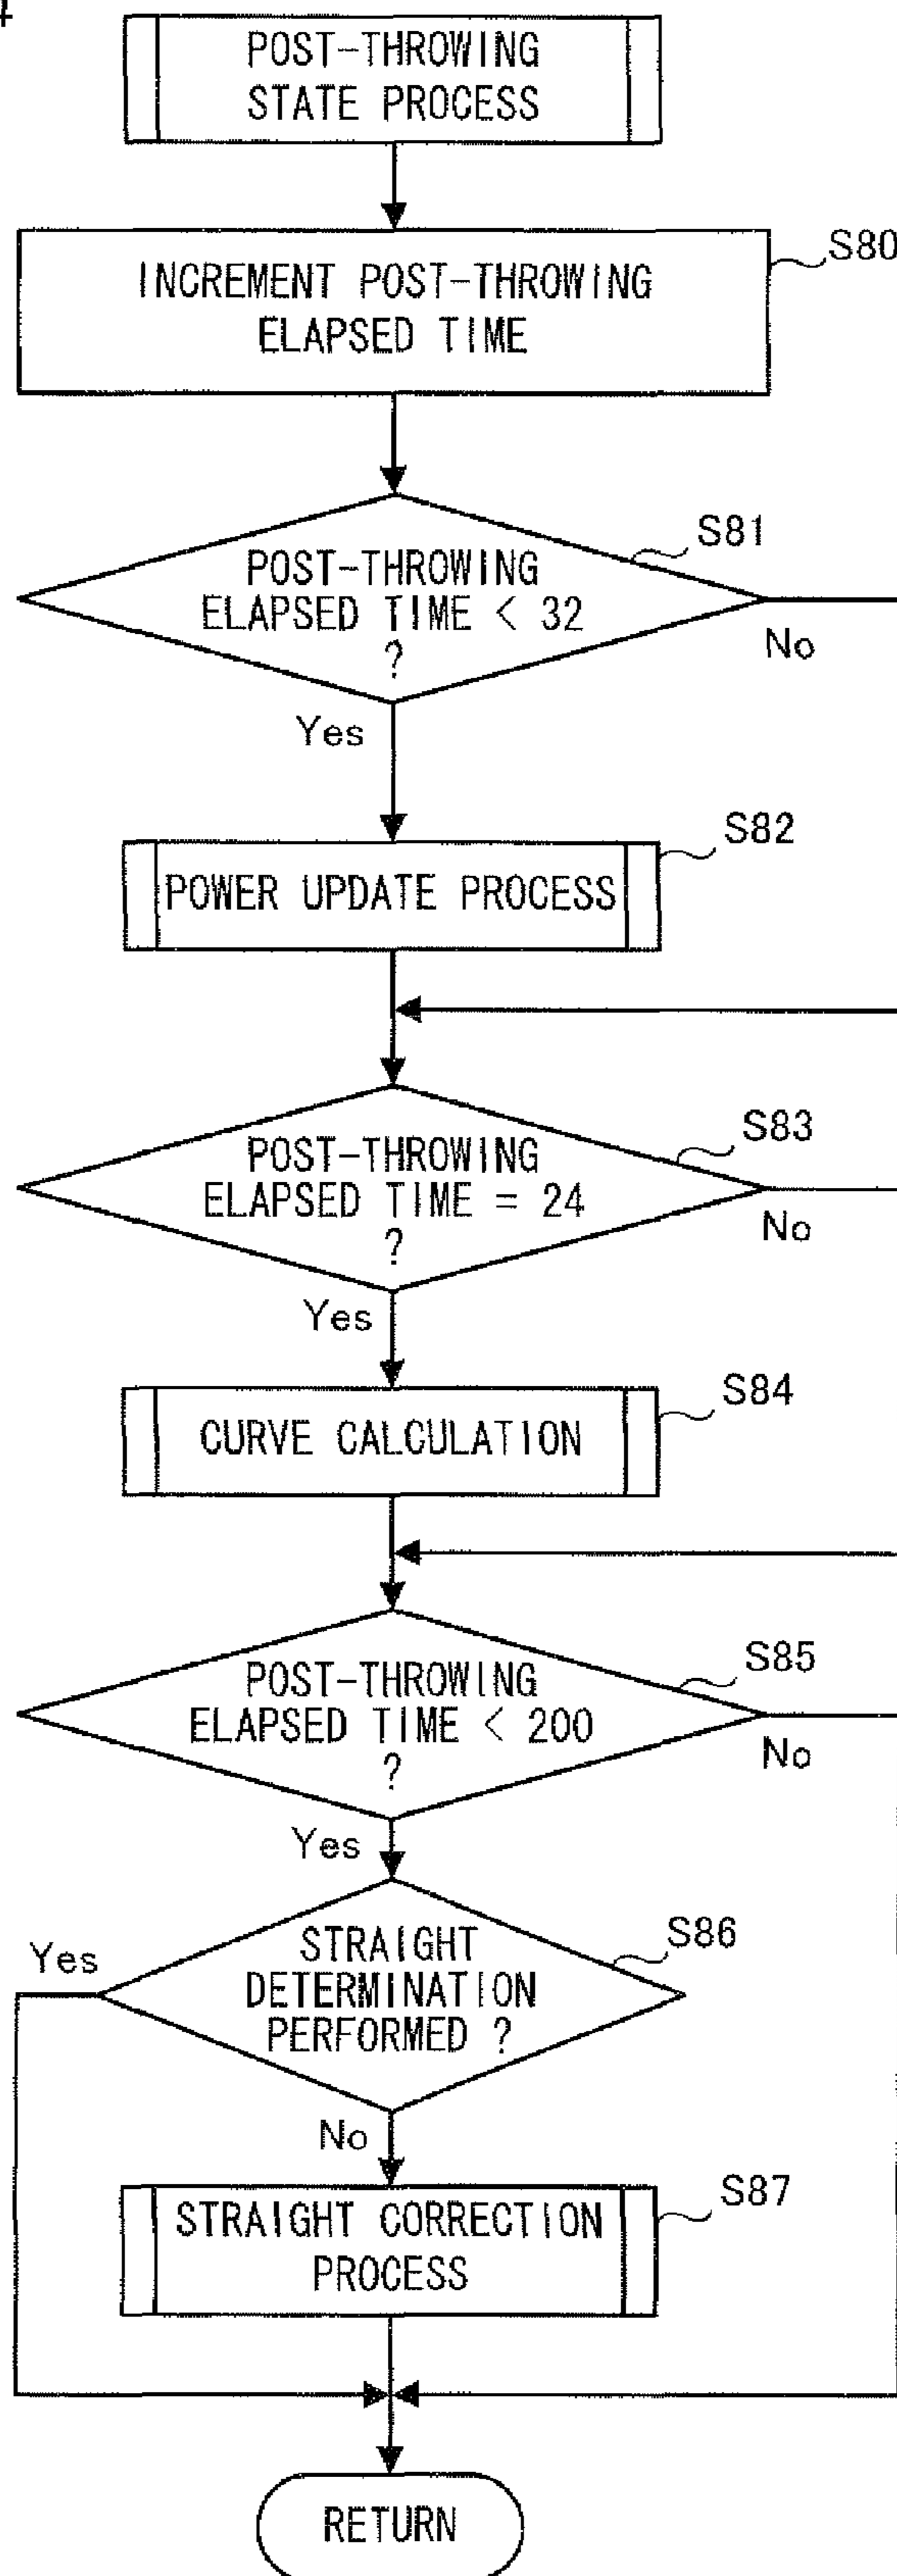 4
POST-THROWING
STATE PROCESS
S80
INCREMENT POST-THROWING
ELAPSED TIME
S81
POST-THROWING
ELAPSED TIME < 32
?
No
Yes
S82
POWER UPDATE PROCESS
S83
POST-THROWING
ELAPSED TIME = 24
?
No
Yes
S84
CURVE CALCULATION
S85
POST-THROWING
ELAPSED TIME < 200
?
No
Yes
S86
STRAIGHT
DETERMINATION
PERFORMED ?
Yes
No
S87
STRAIGHT CORRECTION
PROCESS
RETURN